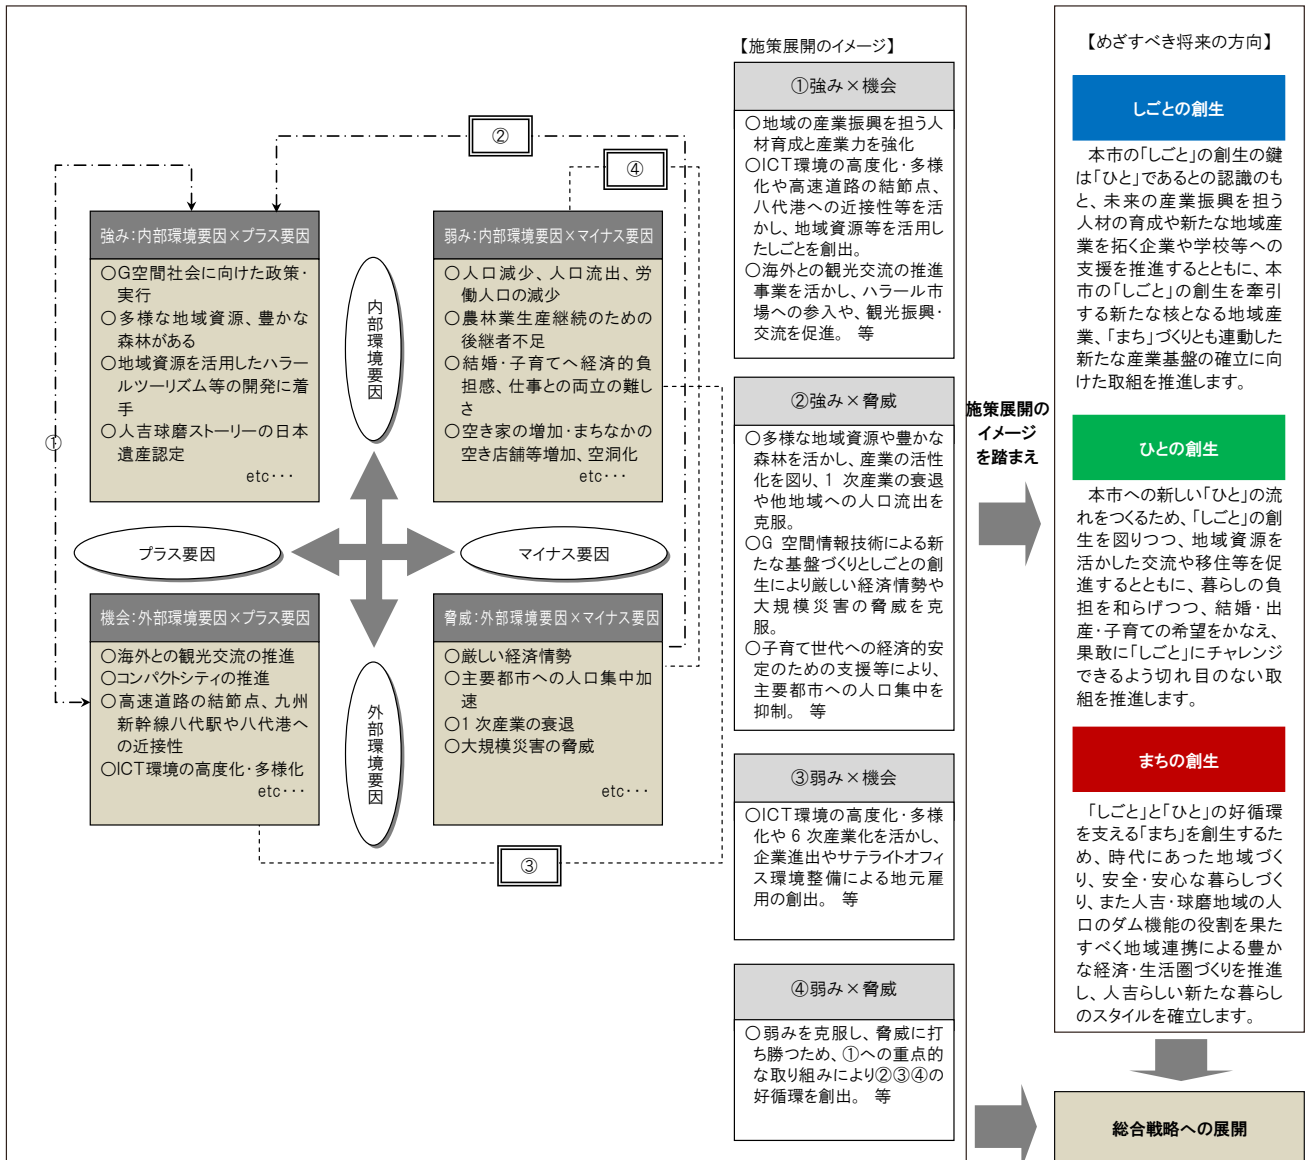 ②
④
強み:内部環境要因×プラス要因
○G空間社会に向けた政策・
実行
○多様な地域資源、豊かな
森林がある
○地域資源を活用したハラー
ルツーリズム等の開発に着
手
○人吉球磨ストーリーの日本
遺産認定
etc・・・
内部環境要因
弱み:内部環境要因×マイナス要因
○人口減少、人口流出、労
働人口の減少
○農林業生産継続のための
後継者不足
○結婚・子育てへ経済的負
担感、仕事との両立の難し
さ
○空き家の増加・まちなかの
空き店舗等増加、空洞化
etc・・・
①
プラス要因
マイナス要因
機会:外部環境要因×プラス要因
○海外との観光交流の推進
○コンパクトシティの推進
○高速道路の結節点、九州
新幹線八代駅や八代港へ
の近接性
○ICT環境の高度化・多様化
etc・・・
外部環境要因
脅威:外部環境要因×マイナス要因
○厳しい経済情勢
○主要都市への人口集中加
速
○1次産業の衰退
○大規模災害の脅威
etc・・・
③
【施策展開のイメージ】
①強み×機会
○地域の産業振興を担う人
材育成と産業力を強化
○ICT環境の高度化・多様
化や高速道路の結節点、
八代港への近接性等を活
かし、地域資源等を活用し
たしごとを創出。
○海外との観光交流の推進
事業を活かし、ハラール市
場への参入や、観光振興・
交流を促進。 等
②強み×脅威
○多様な地域資源や豊かな
森林を活かし、産業の活性
化を図り、1 次産業の衰退
や他地域への人口流出を
克服。
○G 空間情報技術による新
たな基盤づくりとしごとの創
生により厳しい経済情勢や
大規模災害の脅威を克
服。
○子育て世代への経済的安
定のための支援等により、
主要都市への人口集中を
抑制。 等
③弱み×機会
○ICT環境の高度化・多様
化や 6 次産業化を活かし、
企業進出やサテライトオフィ
ス環境整備による地元雇
用の創出。 等
④弱み×脅威
○弱みを克服し、脅威に打
ち勝つため、①への重点的
な取り組みにより②③④の
好循環を創出。 等
施策展開の
イメージ
を踏まえ
【めざすべき将来の方向】
しごとの創生
本市の「しごと」の創生の鍵
は「ひと」であるとの認識のも
と、未来の産業振興を担う
人材の育成や新たな地域産
業を拓く企業や学校等への
支援を推進するとともに、本
市の「しごと」の創生を牽引
する新たな核となる地域産
業、「まち」づくりとも連動した
新たな産業基盤の確立に向
けた取組を推進します。
ひとの創生
本市への新しい「ひと」の流
れをつくるため、「しごと」の創
生を図りつつ、地域資源を
活かした交流や移住等を促
進するとともに、暮らしの負
担を和らげつつ、結婚・出
産・子育ての希望をかなえ、
果敢に「しごと」にチャレンジ
できるよう切れ目のない取
組を推進します。
まちの創生
「しごと」と「ひと」の好循環
を支える「まち」を創生するた
め、時代にあった地域づく
り、安全・安心な暮らしづく
り、また人吉・球磨地域の人
口のダム機能の役割を果た
すべく地域連携による豊か
な経済・生活圏づくりを推進
し、人吉らしい新たな暮らし
のスタイルを確立します。
総合戦略への展開